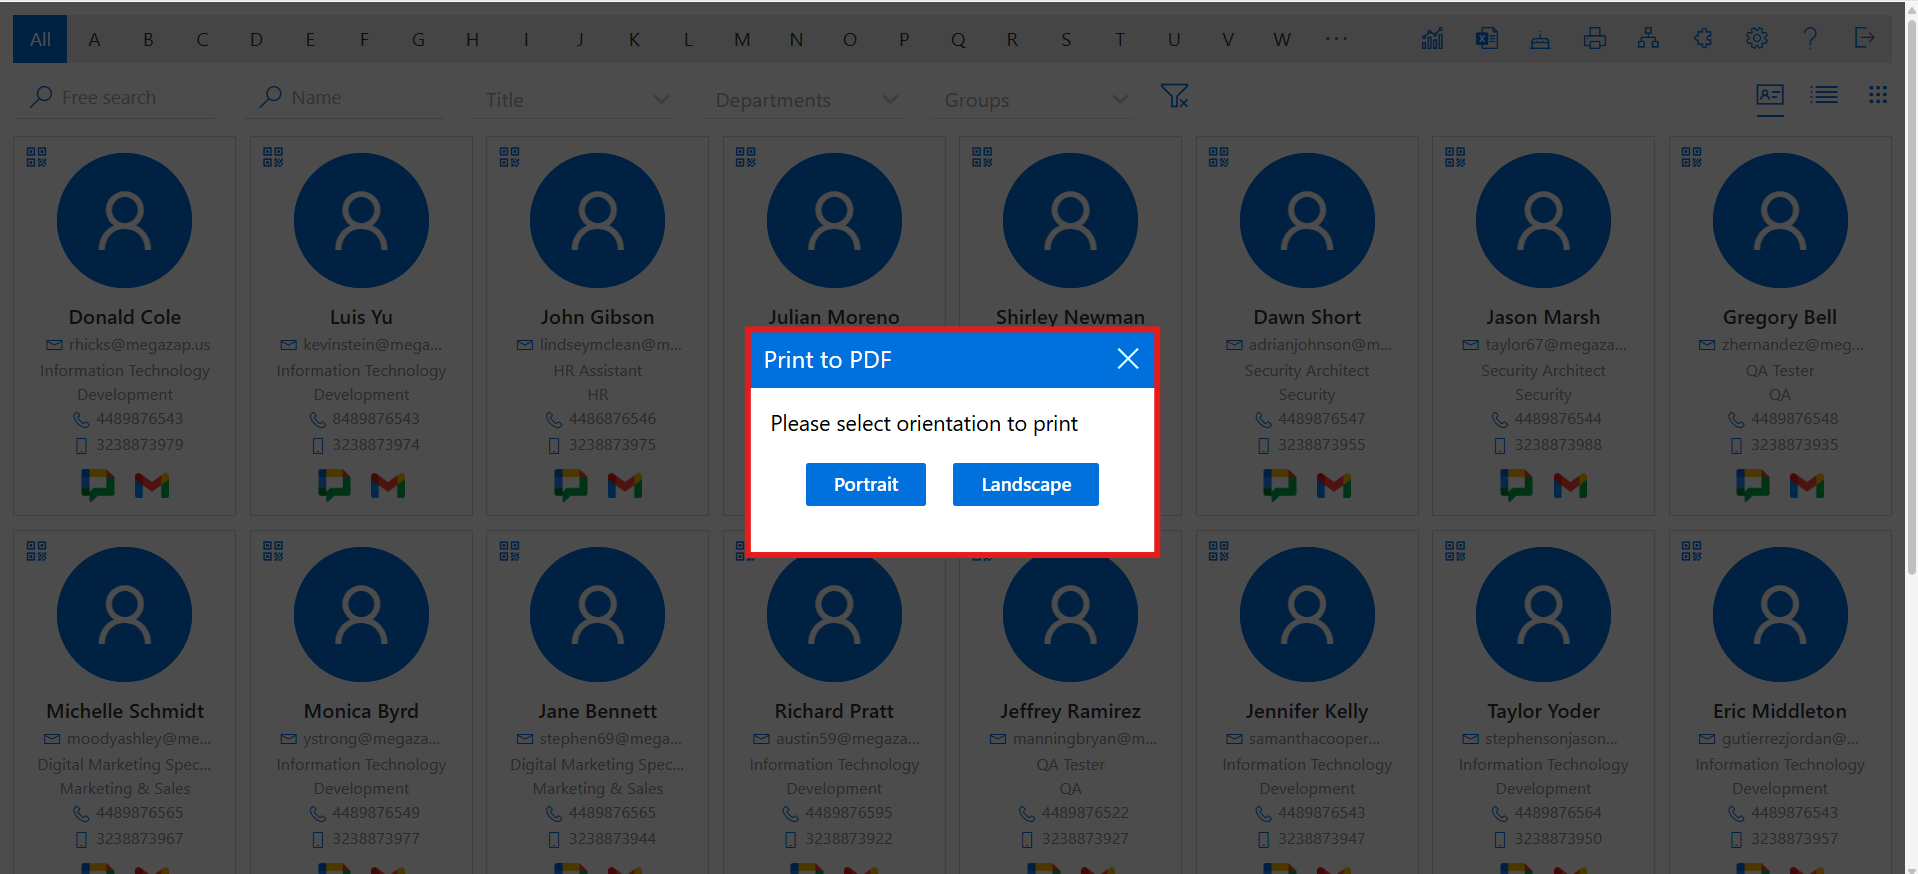 All A B C D E F G H I J K L M N O P Q R S T U V W ...
Free search Name Title Departments Groups
Donald Cole Luis Yu John Gibson Julian Moreno Shirley Newman Dawn Short Jason Marsh Gregory Bell
rhicks@megazap.us kevinstein@mega... lindseymclean@m... adrianjohnson@m... taylor67@megaza... zhernandez@meg...
Information Technology Information Technology HR Assistant Security Architect Security Architect QA Tester
Development Development HR Security Security QA
4489876543 8489876543 4486876546 4489876547 4489876544 4489876548
3238873979 3238873974 3238873975 3238873955 3238873988 3238873935
Print to PDF
Please select orientation to print
Portrait Landscape
Michelle Schmidt Monica Byrd Jane Bennett Richard Pratt Jeffrey Ramirez Jennifer Kelly Taylor Yoder Eric Middleton
moodyashley@me... ystrong@megaza... stephen69@mega... austin59@megaza... manningbryan@m... samanthacooper... stephensonjason... gutierrezjordan@...
Digital Marketing Spec... Information Technology Digital Marketing Spec... Information Technology QA Tester Information Technology Information Technology Information Technology
Marketing & Sales Development Marketing & Sales Development QA Development Development Development
4489876565 4489876549 4489876565 4489876595 4489876522 4489876543 4489876564 4489876543
3238873967 3238873977 3238873944 3238873922 3238873927 3238873947 3238873950 3238873957